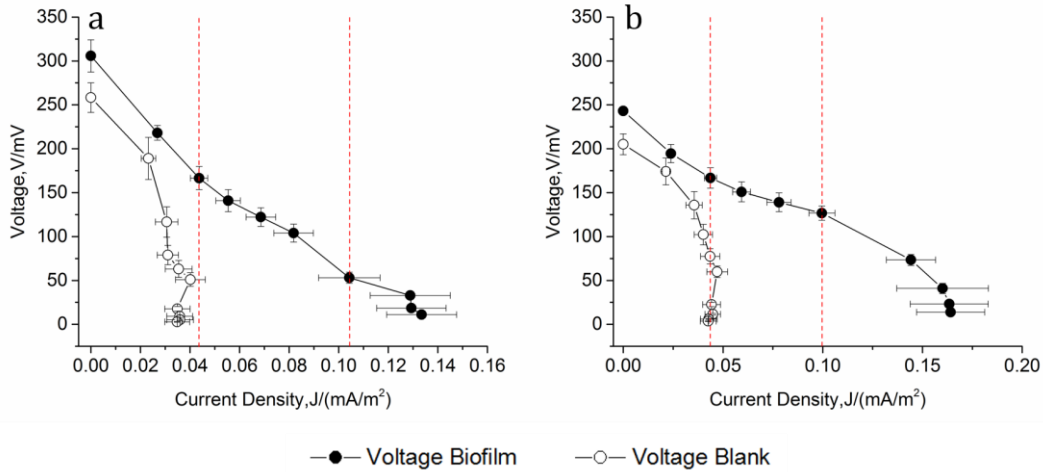 a
350
300
250
200
150
100
50
0
Voltage,V/mV
0.00 0.02 0.04 0.06 0.08 0.10 0.12 0.14 0.16
Current Density,J/(mA/m²)
b
350
300
250
200
150
100
50
0
Voltage,V/mV
0.00 0.05 0.10 0.15 0.20
Current Density,J/(mA/m²)
Voltage Biofilm Voltage Blank